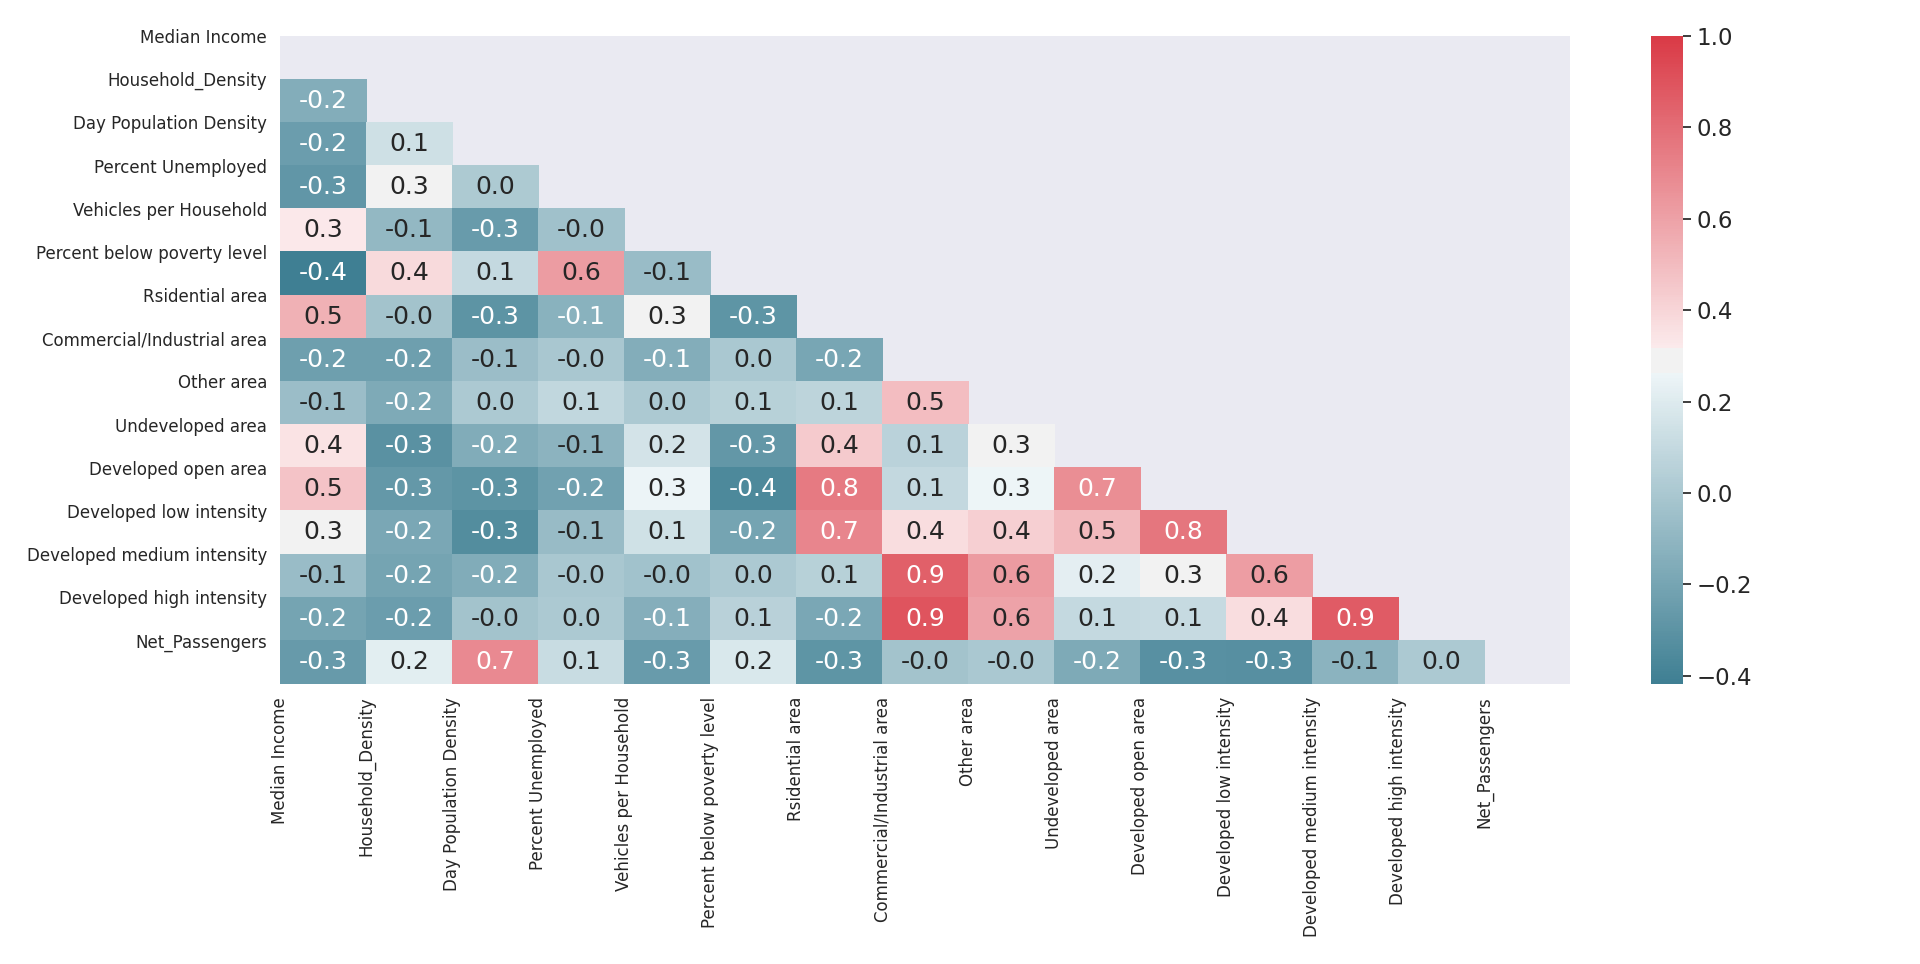 Median Income
Household_Density
-0.2
Day Population Density
-0.2 0.1
Percent Unemployed
-0.3 0.3 0.0
Vehicles per Household
0.3 -0.1 -0.3 -0.0
Percent below poverty level
-0.4 0.4 0.1 0.6 -0.1
Rsidential area
0.5 -0.0 -0.3 -0.1 0.3 -0.3
Commercial/Industrial area
-0.2 -0.2 -0.1 -0.0 -0.1 0.0 -0.2
Other area
-0.1 -0.2 0.0 0.1 0.0 0.1 0.1 0.5
Undeveloped area
0.4 -0.3 -0.2 -0.1 0.2 -0.3 0.4 0.1 0.3
Developed open area
0.5 -0.3 -0.3 -0.2 0.3 -0.4 0.8 0.1 0.3 0.7
Developed low intensity
0.3 -0.2 -0.3 -0.1 0.1 -0.2 0.7 0.4 0.4 0.5 0.8
Developed medium intensity
-0.1 -0.2 -0.2 -0.0 -0.0 0.0 0.1 0.9 0.6 0.2 0.3 0.6
Developed high intensity
-0.2 -0.2 -0.0 0.0 -0.1 0.1 -0.2 0.9 0.6 0.1 0.1 0.4 0.9
Net_Passengers
-0.3 0.2 0.7 0.1 -0.3 0.2 -0.3 -0.0 -0.0 -0.2 -0.3 -0.3 -0.1 0.0
Median Income
Household_Density
Day Population Density
Percent Unemployed
Vehicles per Household
Percent below poverty level
Rsidential area
Commercial/Industrial area
Other area
Undeveloped area
Developed open area
Developed low intensity
Developed medium intensity
Developed high intensity
Net_Passengers
1.0
0.8
0.6
0.4
0.2
0.0
−0.2
−0.4